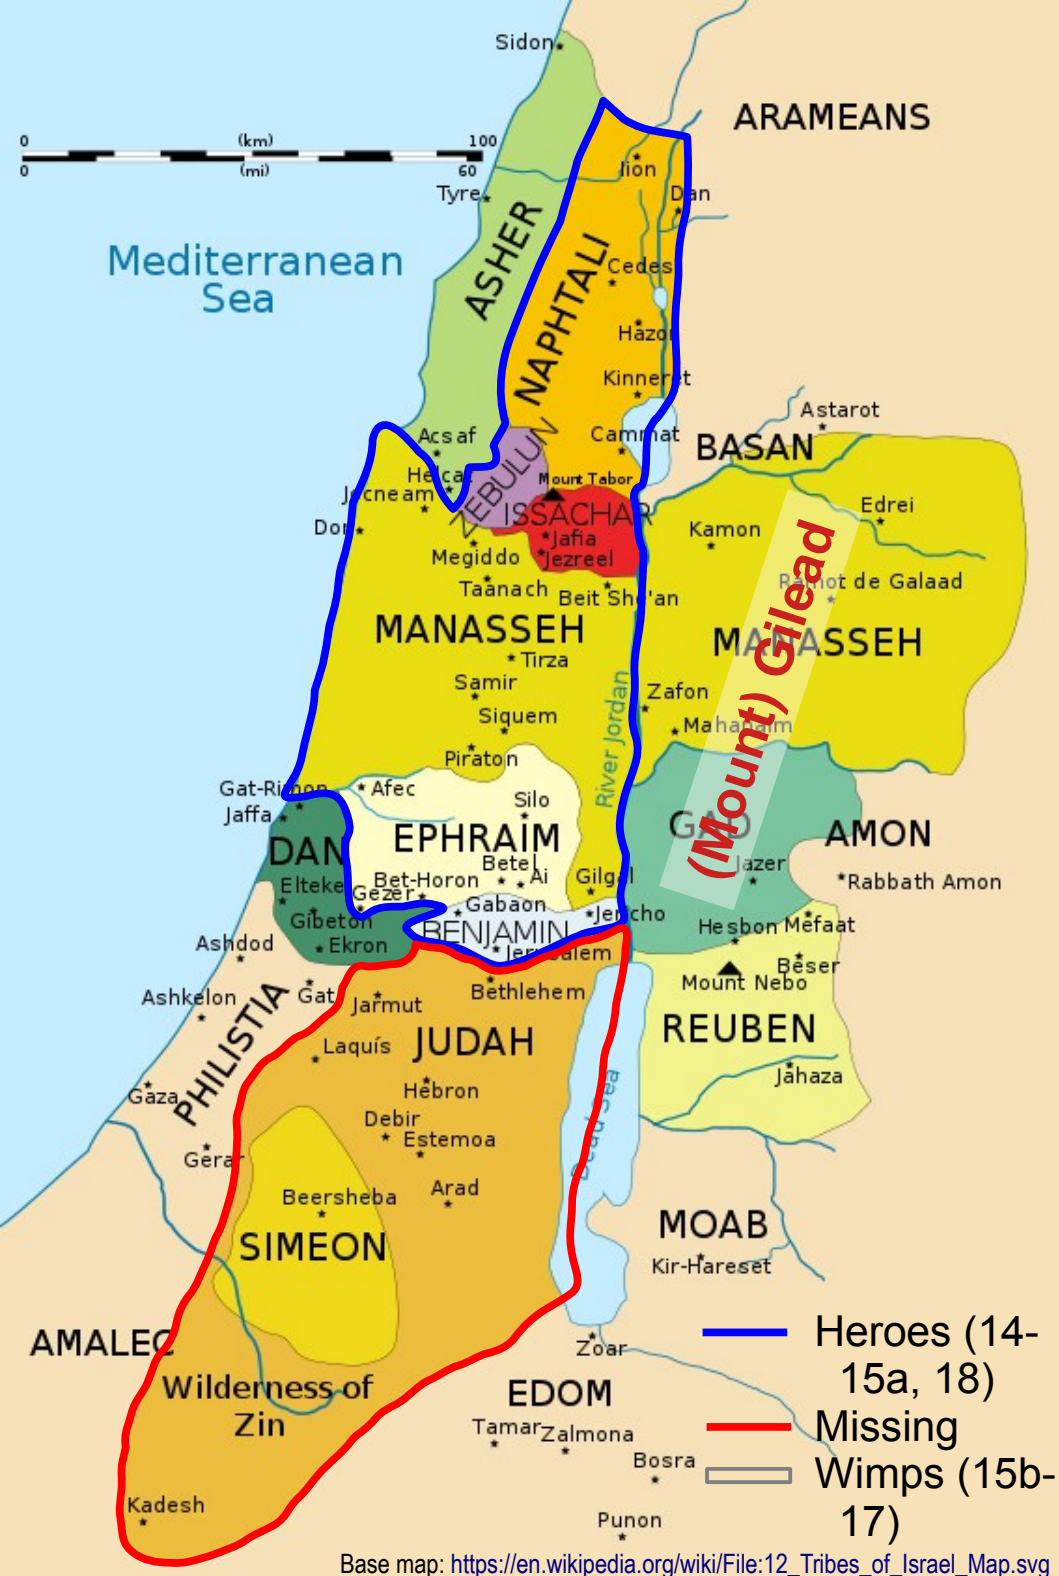 Sidon
ARAMEANS
0 (km) 100
0 (mi) 60
Ilion
Tyre
Dan
ASHER
NAPHTALI
Mediterranean
Sea
Cedes
Hazor
Kinneret
Astarot
Acsaf
Cammat
BASAN
Helcat
ZEBULUN
Mount Tabor
Jocneam
ISSACHAR
Edrei
Dor
Kamon
Jafia
Megiddo
Jezreel
Taanach
Beit She'an
Ramot de Galaad
(Mount) Gilead
MANASSEH
MANASSEH
Tirza
Samir
Zafon
River Jordan
Siquem
Mahanaim
Piraton
Gat-Rimon
Afec
Jaffa
Silo
GAD
AMON
DAN
EPHRAIM
Betel
Jazer
Elteke
Bet-Horon
Ai
Gilgal
Rabbath Amon
Gezer
Gabaon
Jericho
Gibeton
BENJAMIN
Hesbon
Mefaat
Ashdod
Ekron
Jerusalem
Beser
Mount Nebo
Ashkelon
Gat
Jarmut
Bethlehem
PHILISTIA
REUBEN
Laquís
JUDAH
Jahaza
Gaza
Hebron
Dead Sea
Debir
Estemoa
Gerar
Beersheba
Arad
MOAB
SIMEON
Kir-Hareset
AMALEC
Zoar
Heroes (14-
15a, 18)
Wilderness of
Zin
EDOM
Missing
Tamar
Zalmona
Bosra
Wimps (15b-
17)
Kadesh
Punon
Base map: https://en.wikipedia.org/wiki/File:12_Tribes_of_Israel_Map.svg